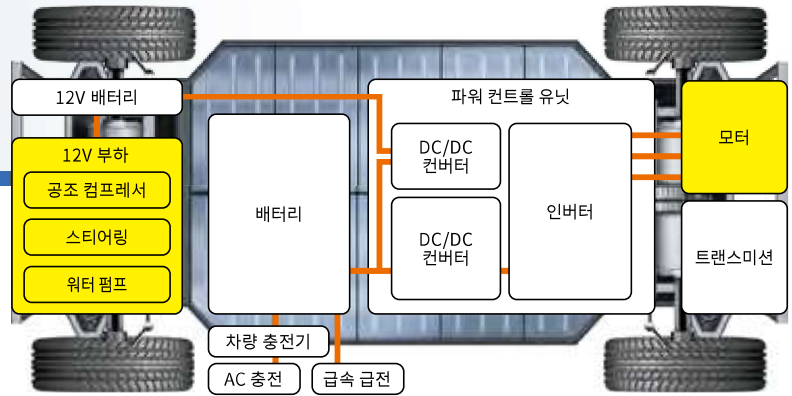 12V 배터리
12V 부하
공조 컴프레서
스티어링
워터 펌프
배터리
차량 충전기
AC 충전
급속 급전
파워 컨트롤 유닛
DC/DC
컨버터
DC/DC
컨버터
인버터
모터
트랜스미션